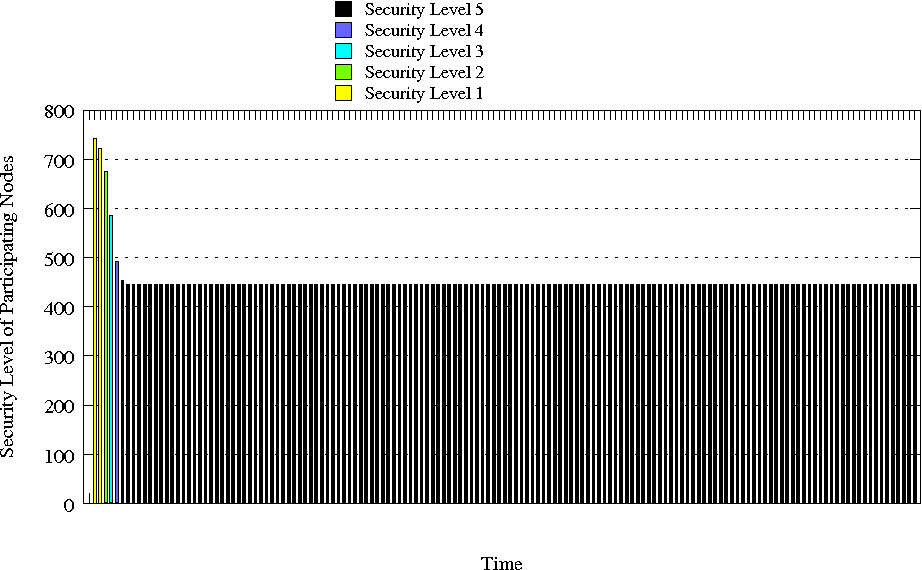 Security Level 5
Security Level 4
Security Level 3
Security Level 2
Security Level 1
800
700
600
500
400
300
200
100
0
Security Level of Participating Nodes
Time